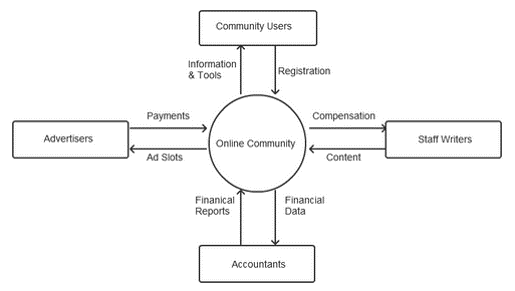 Community Users
Information
& Tools
Registration
Payments
Compensation
Advertisers
Online Community
Staff Writers
Ad Slots
Content
Finanical
Reports
Financial
Data
Accountants